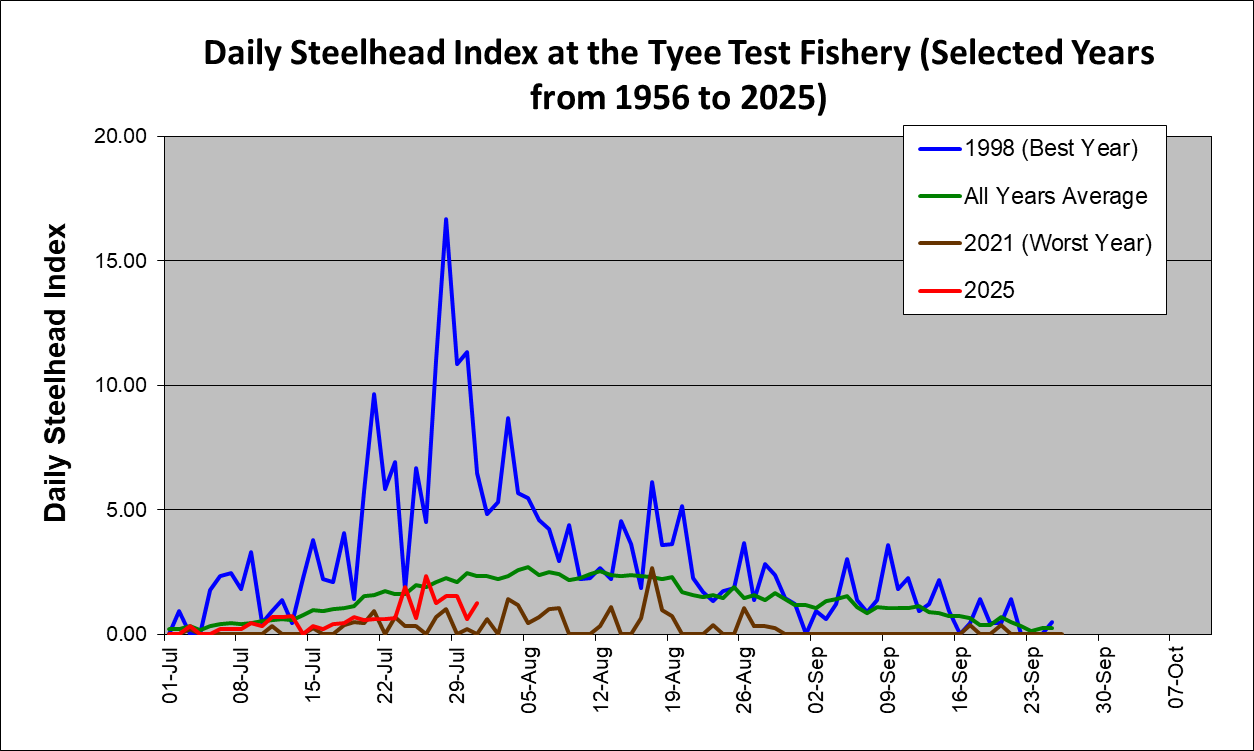 Daily Steelhead Index at the Tyee Test Fishery (Selected Years
from 1956 to 2025)
Daily Steelhead Index
20.00
15.00
10.00
5.00
0.00
1998 (Best Year)
All Years Average
2021 (Worst Year)
2025
01-Jul
08-Jul
15-Jul
22-Jul
29-Jul
05-Aug
12-Aug
19-Aug
26-Aug
02-Sep
09-Sep
16-Sep
23-Sep
30-Sep
07-Oct